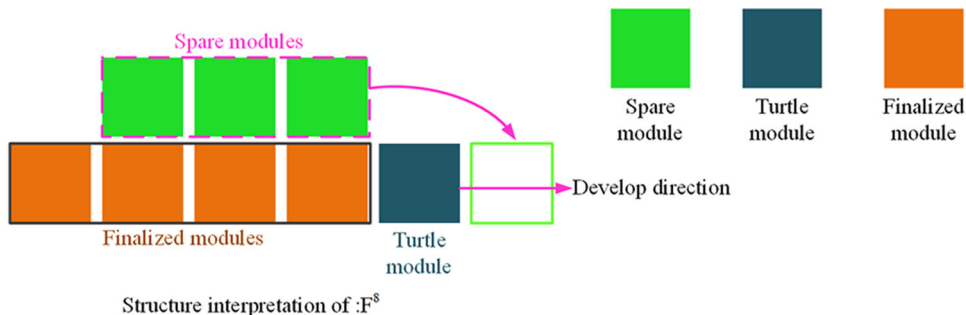 Spare modules
Spare
module
Turtle
module
Finalized
module
Develop direction
Finalized modules
Turtle
module
Structure interpretation of :F⁸